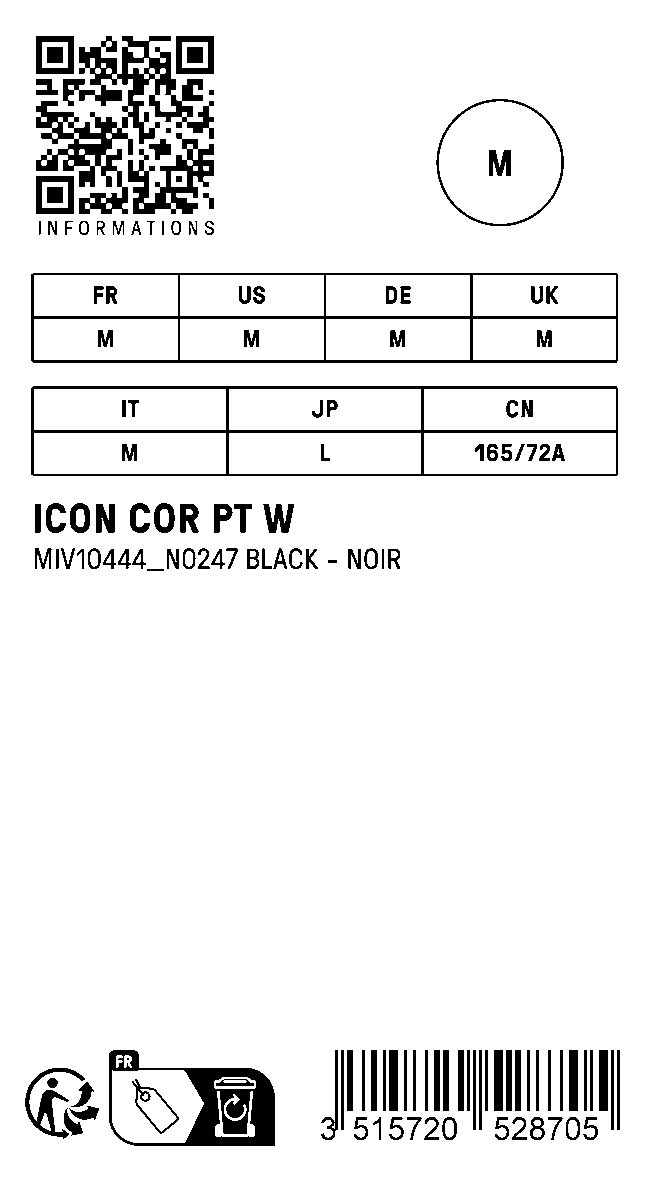 INFORMATIONS
M
FR US DE UK
M M M M
IT JP CN
M L 165/72A
ICON COR PT W
MIV10444_N0247 BLACK - NOIR
FR
3 515720 528705